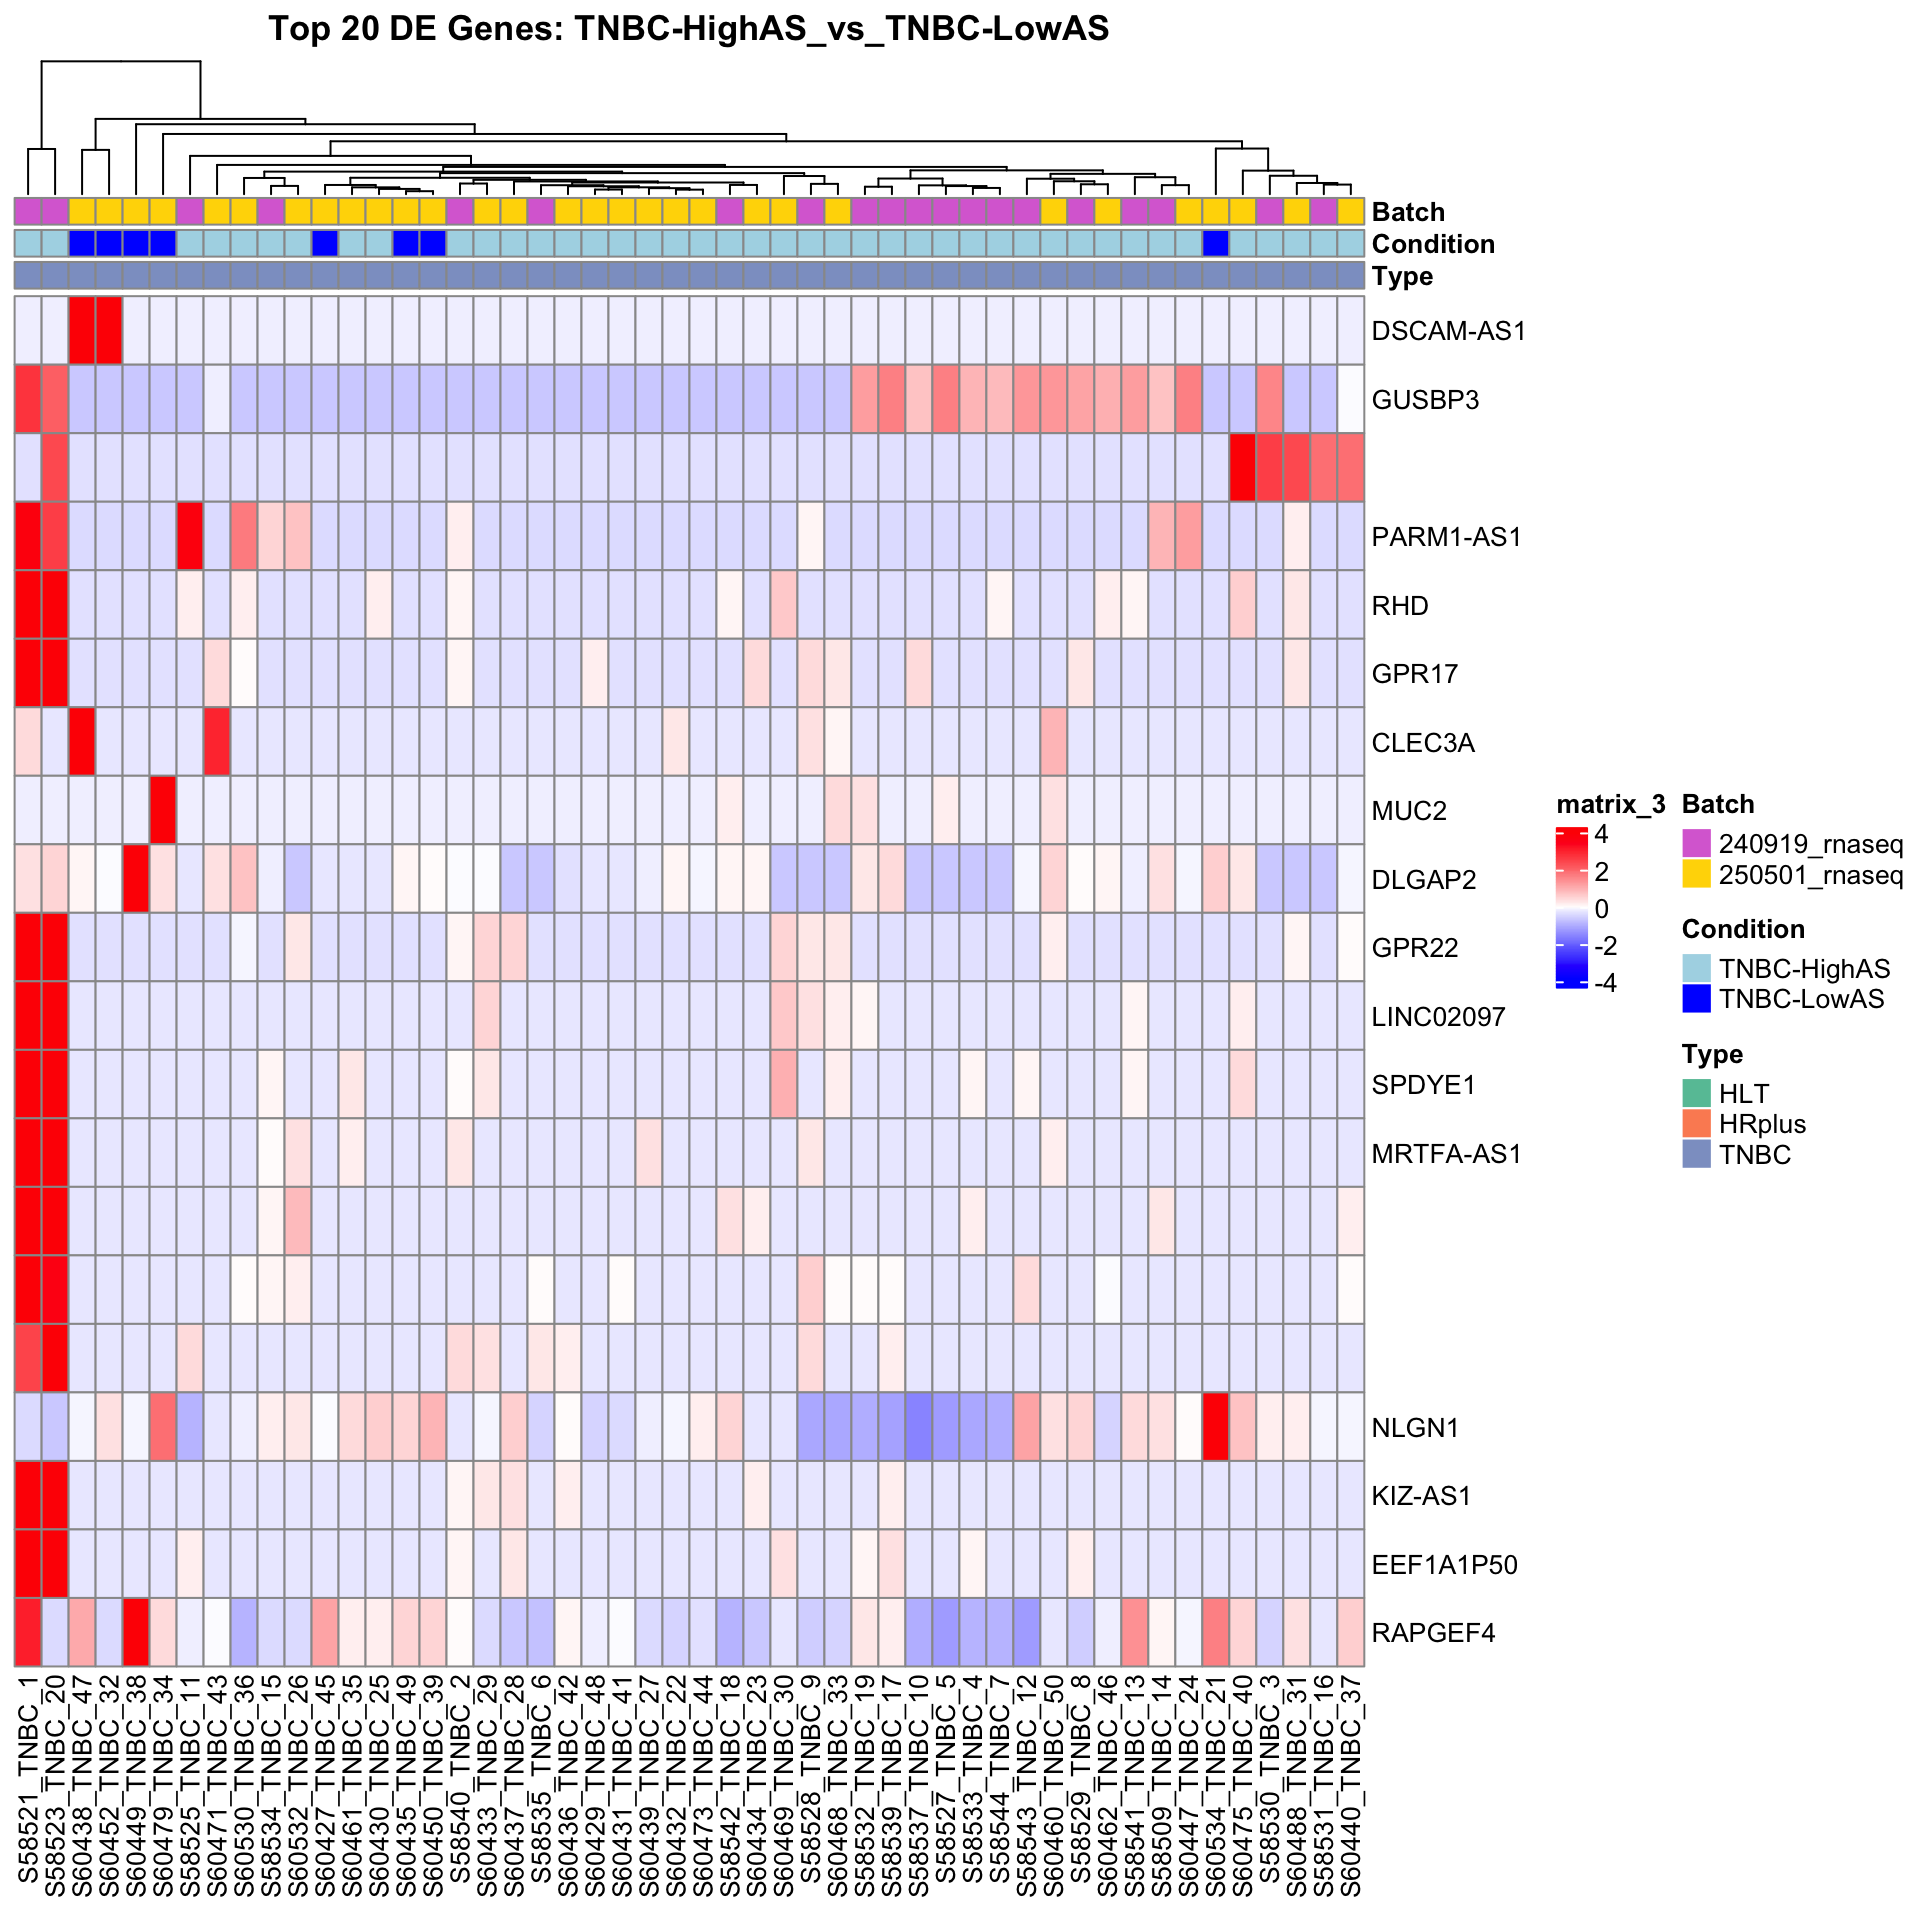 Top 20 DE Genes: TNBC-HighAS_vs_TNBC-LowAS
Batch
Condition
Type
DSCAM-AS1
GUSBP3
PARM1-AS1
RHD
GPR17
CLEC3A
MUC2
DLGAP2
GPR22
LINC02097
SPDYE1
MRTFA-AS1
NLGN1
KIZ-AS1
EEF1A1P50
RAPGEF4
matrix_3
4
2
0
-2
-4
Batch
240919_rnaseq
250501_rnaseq
Condition
TNBC-HighAS
TNBC-LowAS
Type
HLT
HRplus
TNBC
S58521_TNBC_1
S58523_TNBC_20
S60438_TNBC_47
S60452_TNBC_32
S60449_TNBC_38
S60479_TNBC_34
S58525_TNBC_11
S60471_TNBC_43
S60530_TNBC_36
S58534_TNBC_15
S60532_TNBC_26
S60427_TNBC_45
S60461_TNBC_35
S60430_TNBC_25
S60435_TNBC_49
S60450_TNBC_39
S58540_TNBC_2
S60433_TNBC_29
S60437_TNBC_28
S58535_TNBC_6
S60436_TNBC_42
S60429_TNBC_48
S60431_TNBC_41
S60439_TNBC_27
S60432_TNBC_22
S60473_TNBC_44
S58542_TNBC_18
S60434_TNBC_23
S60469_TNBC_30
S58528_TNBC_9
S60468_TNBC_33
S58532_TNBC_19
S58539_TNBC_17
S58537_TNBC_10
S58527_TNBC_5
S58533_TNBC_4
S58544_TNBC_7
S58543_TNBC_12
S60460_TNBC_50
S58529_TNBC_8
S60462_TNBC_46
S58541_TNBC_13
S58509_TNBC_14
S60447_TNBC_24
S60534_TNBC_21
S60475_TNBC_40
S58530_TNBC_3
S60488_TNBC_31
S58531_TNBC_16
S60440_TNBC_37